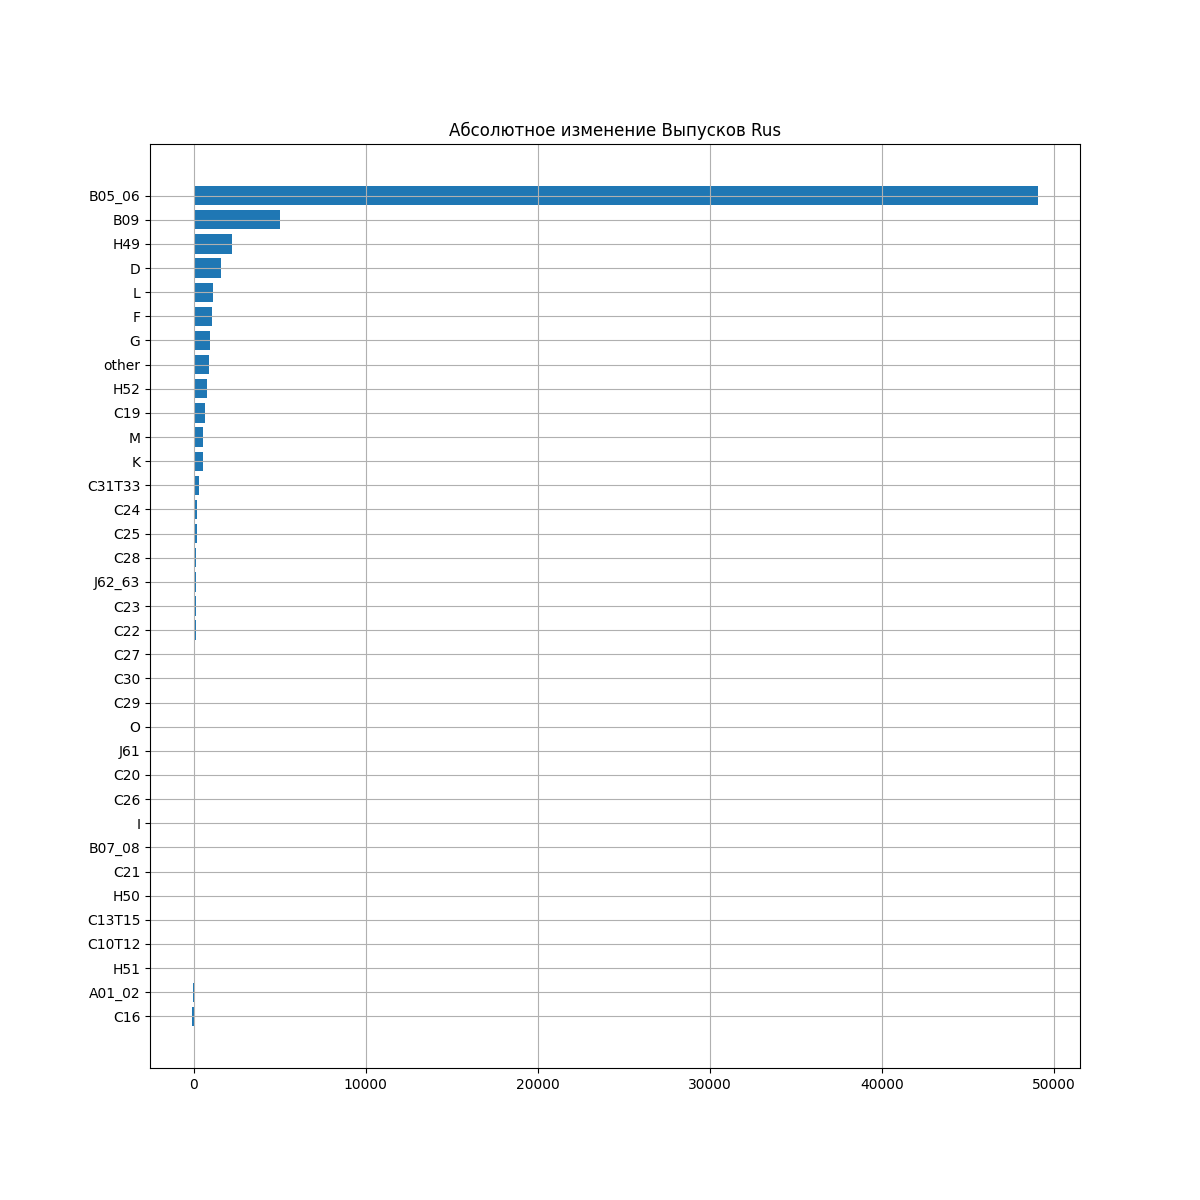 Абсолютное изменение Выпусков Rus
B05_06
B09
H49
D
L
F
G
other
H52
C19
M
K
C31T33
C24
C25
C28
J62_63
C23
C22
C27
C30
C29
O
J61
C20
C26
I
B07_08
C21
H50
C13T15
C10T12
H51
A01_02
C16
0 10000 20000 30000 40000 50000